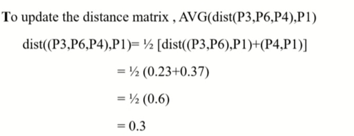 To update the distance matrix , AVG(dist(P3,P6,P4),P1)
dist((P3,P6,P4),P1)= ½ [dist((P3,P6),P1)+(P4,P1)]
= ½ (0.23+0.37)
= ½ (0.6)
= 0.3